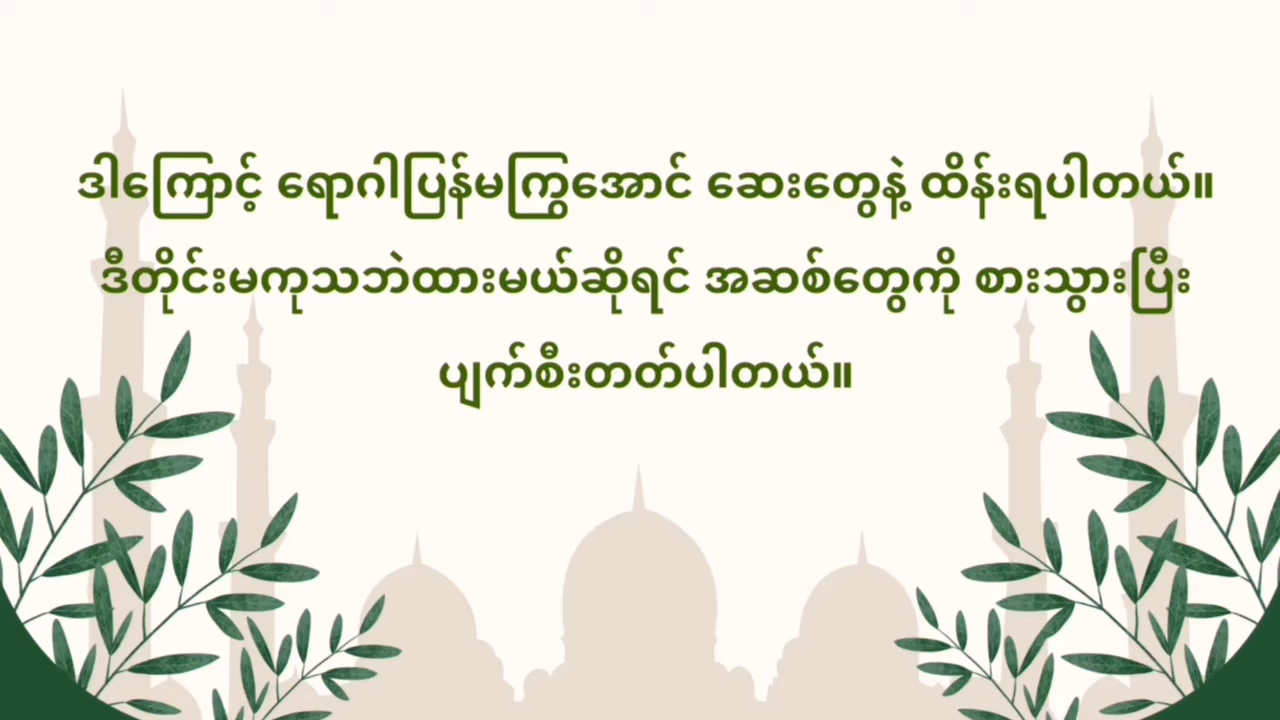 ဒါကြောင့် ရောဂါပြန်မကြွအောင် ဆေးတွေနဲ့ ထိန်းရပါတယ်။
ဒီတိုင်းမကုသဘဲထားမယ်ဆိုရင် အဆစ်တွေကို စားသွားပြီး
ပျက်စီးတတ်ပါတယ်။